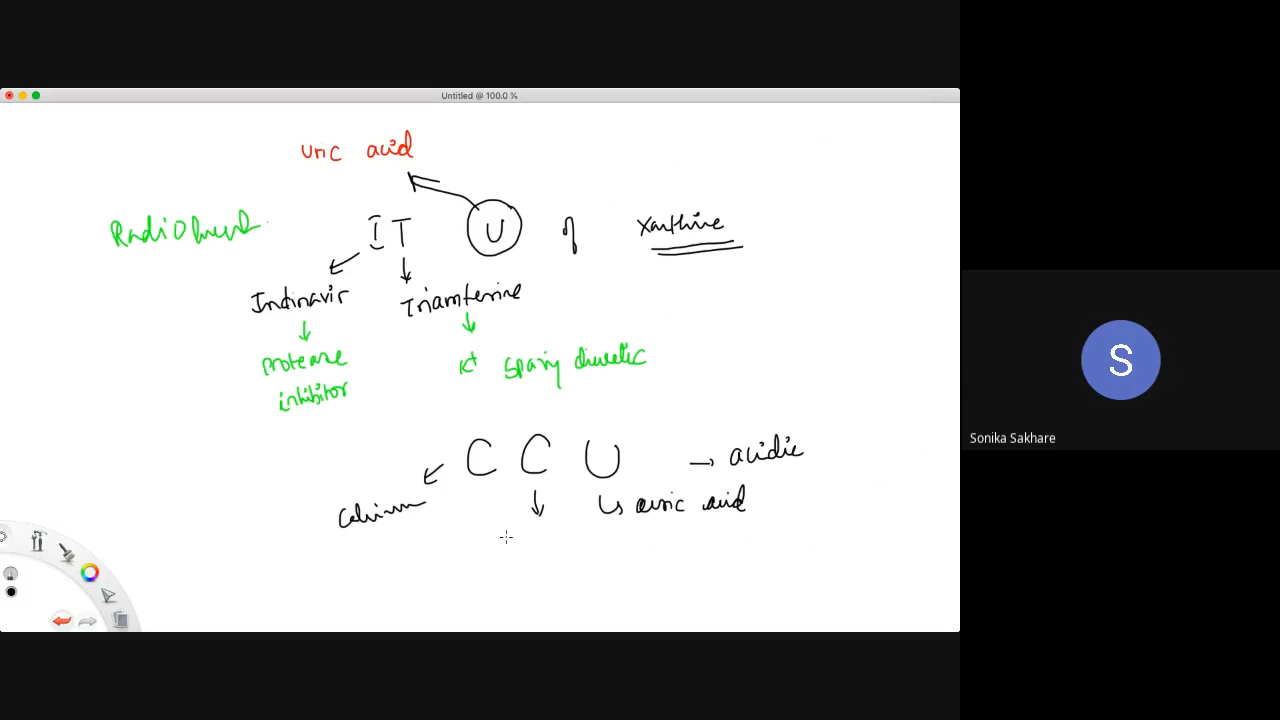 Untitled @ 100.0 %
uric acid
Radiolucent
I T U of Xanthine
Indinavir Triamterine
protease
inhibitor
K+ Sparing diuretic
C C U → acidic
Calcium
↳ uric acid
S
Sonika Sakhare